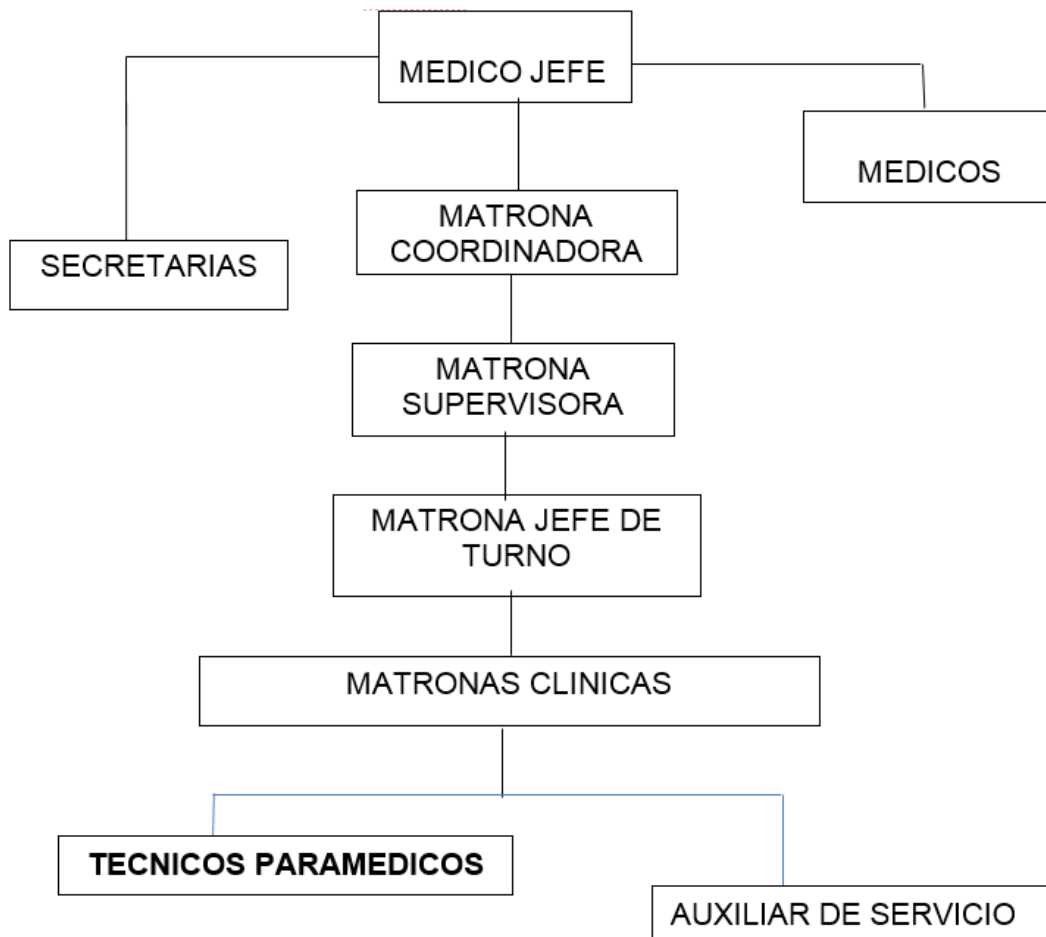 MEDICO JEFE
MEDICOS
MATRONA
COORDINADORA
SECRETARIAS
MATRONA
SUPERVISORA
MATRONA JEFE DE
TURNO
MATRONAS CLINICAS
TECNICOS PARAMEDICOS
AUXILIAR DE SERVICIO